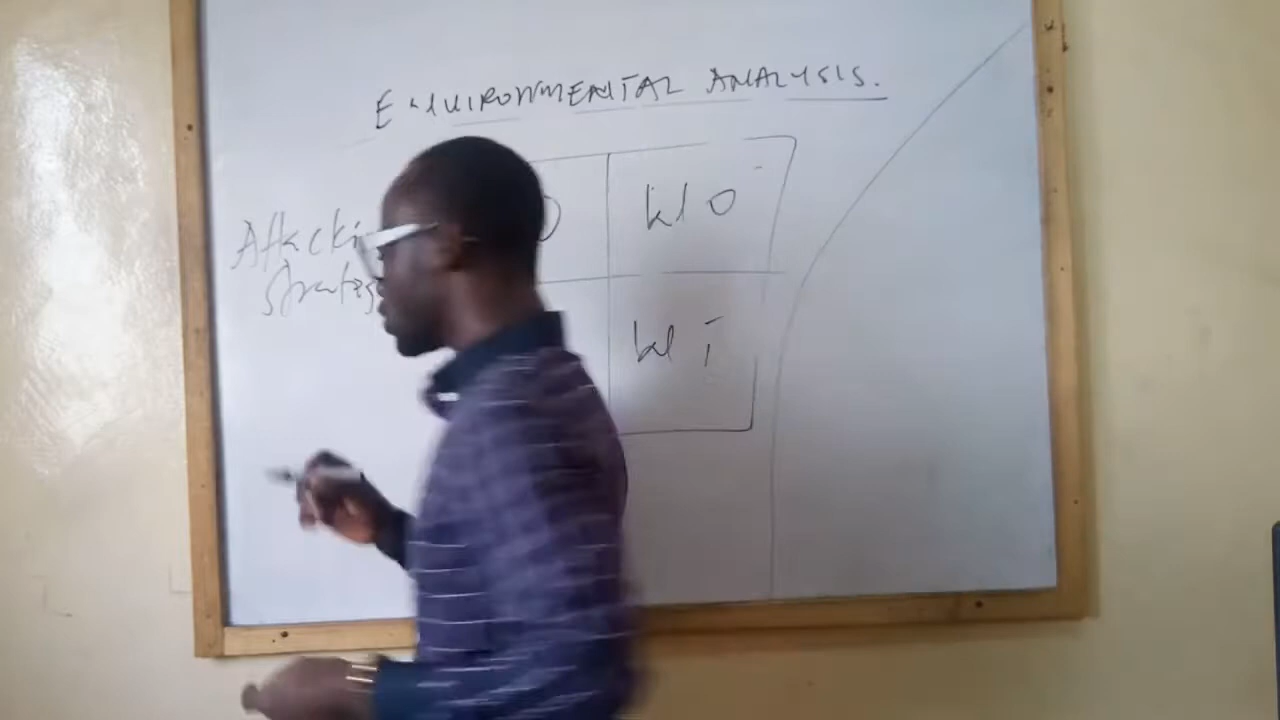 ENVIRONMENTAL ANALYSIS.
O
WO
Attacki
Strateg
WT